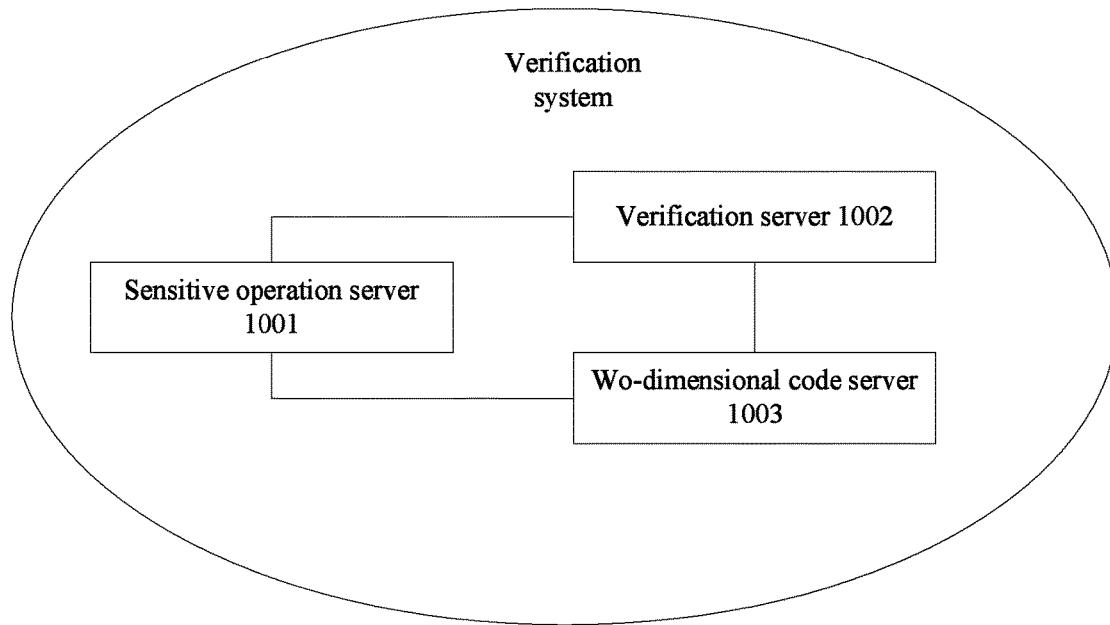 Verification
system
Verification server 1002
Sensitive operation server
1001
Wo-dimensional code server
1003